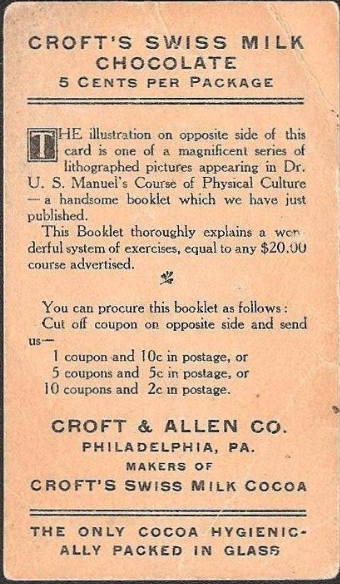 CROFT'S SWISS MILK
CHOCOLATE
5 CENTS PER PACKAGE
THE illustration on opposite side of this
card is one of a magnificent series of
lithographed pictures appearing in Dr.
U. S. Manuel's Course of Physical Culture
—a handsome booklet which we have just
published.
This Booklet thoroughly explains a won
derful system of exercises, equal to any $20.00
course advertised.
You can procure this booklet as follows:
Cut off coupon on opposite side and send
us—
1 coupon and 10c in postage, or
5 coupons and 5c in postage, or
10 coupons and 2c in postage.
CROFT & ALLEN CO.
PHILADELPHIA, PA.
MAKERS OF
CROFT'S SWISS MILK COCOA
THE ONLY COCOA HYGIENIC-
ALLY PACKED IN GLASS